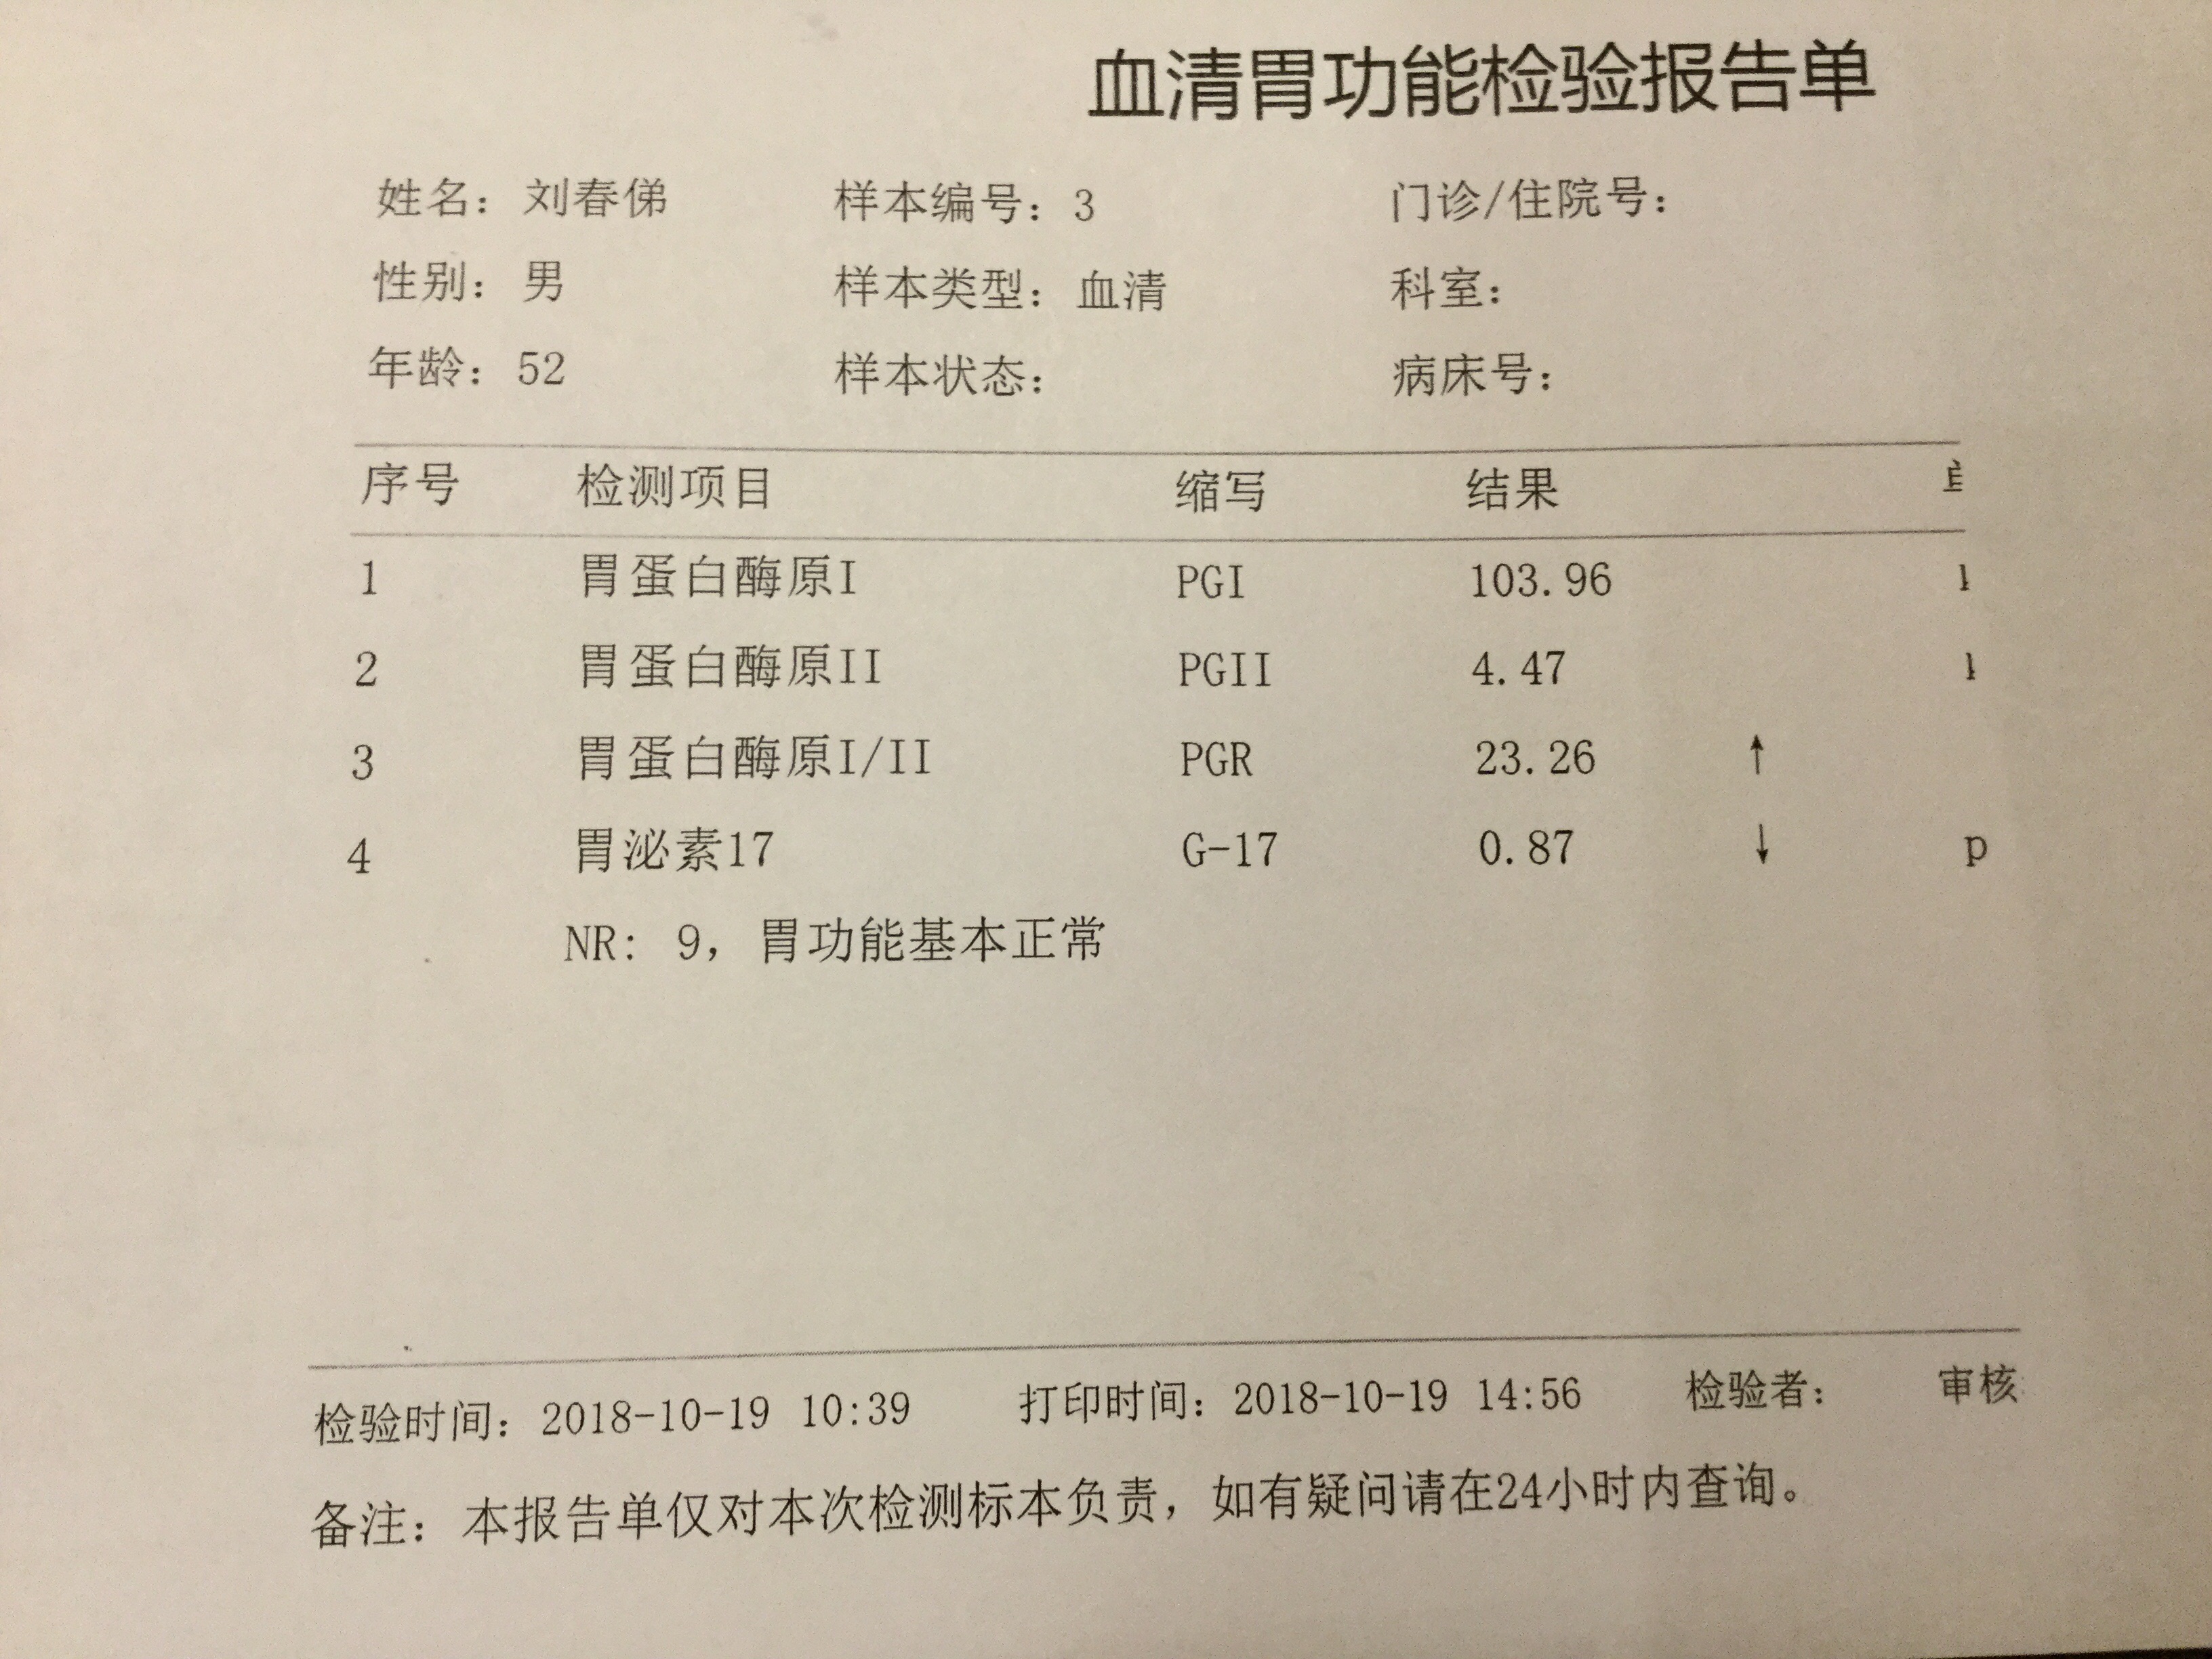 血清胃功能检验报告单
姓名: 刘春俤 样本编号: 3 门诊/住院号:
性别: 男 样本类型: 血清 科室:
年龄: 52 样本状态: 病床号:
序号 检测项目 缩写 结果
1 胃蛋白酶原I PGI 103.96
2 胃蛋白酶原II PGII 4.47
3 胃蛋白酶原I/II PGR 23.26 ↑
4 胃泌素17 G-17 0.87 ↓ p
NR: 9, 胃功能基本正常
检验时间: 2018-10-19 10:39 打印时间: 2018-10-19 14:56 检验者: 审核
备注: 本报告单仅对本次检测标本负责, 如有疑问请在24小时内查询。